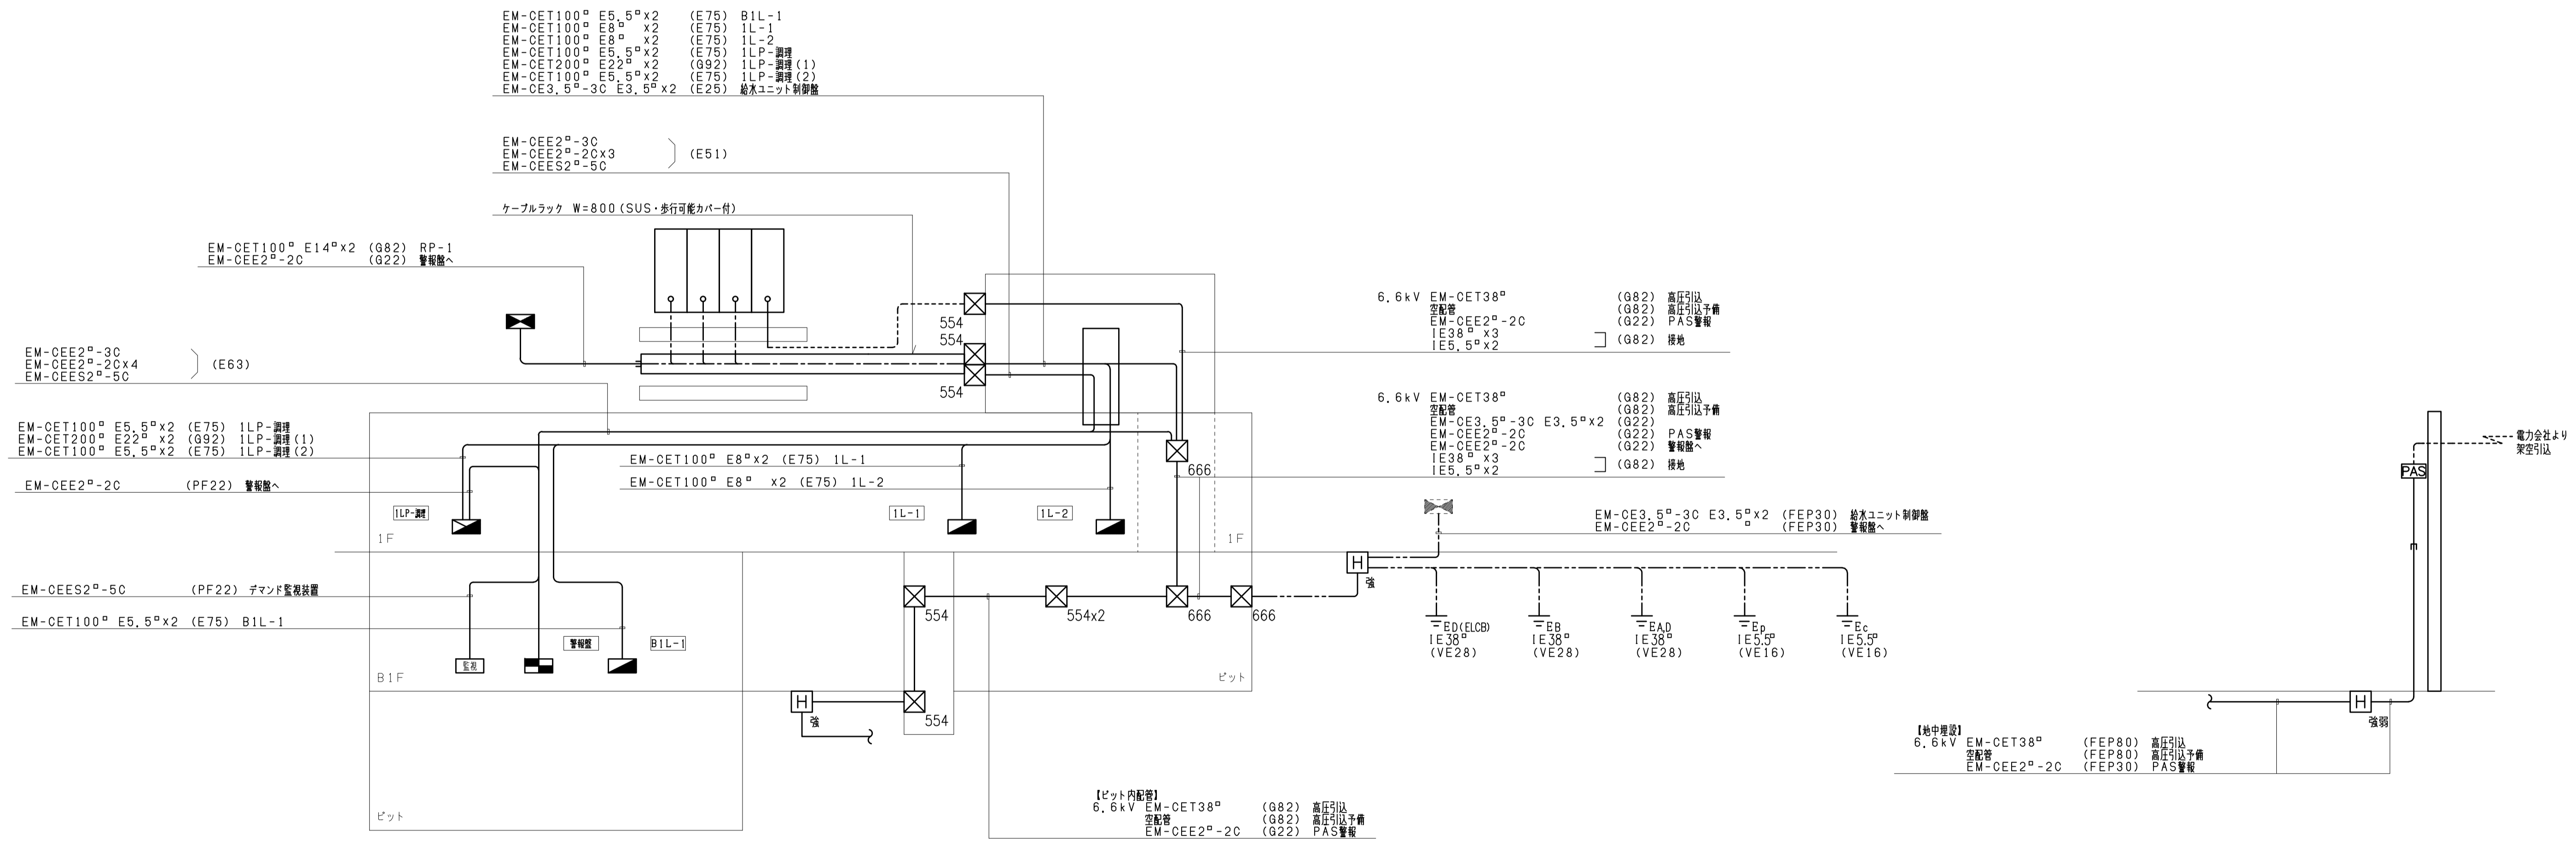 EM-CET100□ E5.5□x2 (E75) B1L-1
EM-CET100□ E8□ x2 (E75) 1L-1
EM-CET100□ E8□ x2 (E75) 1L-2
EM-CET100□ E5.5□x2 (E75) 1LP-調理
EM-CET200□ E22□ x2 (G92) 1LP-調理(1)
EM-CET100□ E5.5□x2 (E75) 1LP-調理(2)
EM-CE3.5□-3C E3.5□x2 (E25) 給水ユニット制御盤
EM-CEE2□-3C
EM-CEE2□-2Cx3 (E51)
EM-CEES2□-5C
ケーブルラック W=800(SUS・歩行可能カバー付)
EM-CET100□ E14□x2 (G82) RP-1
EM-CEE2□-2C (G22) 警報盤へ
EM-CEE2□-3C
EM-CEE2□-2Cx4 (E63)
EM-CEES2□-5C
554
554
554
6.6kV EM-CET38□ (G82) 高圧引込
空配管 (G82) 高圧引込予備
EM-CEE2□-2C (G22) PAS警報
IE38□ x3
IE5.5□x2 (G82) 接地
6.6kV EM-CET38□ (G82) 高圧引込
空配管 (G82) 高圧引込予備
EM-CE3.5□-3C E3.5□x2 (G22)
EM-CEE2□-2C (G22) PAS警報
EM-CEE2□-2C (G22) 警報盤へ
IE38□ x3
IE5.5□x2 (G82) 接地
EM-CET100□ E5.5□x2 (E75) 1LP-調理
EM-CET200□ E22□ x2 (G92) 1LP-調理(1)
EM-CET100□ E5.5□x2 (E75) 1LP-調理(2)
EM-CEE2□-2C (PF22) 警報盤へ
EM-CET100□ E8□x2 (E75) 1L-1
EM-CET100□ E8□ x2 (E75) 1L-2
666
電力会社より
架空引込
PAS
1LP-調理
1L-1
1L-2
1F
1F
EM-CE3.5□-3C E3.5□x2 (FEP30) 給水ユニット制御盤
EM-CEE2□-2C □ (FEP30) 警報盤へ
H
強
EM-CEES2□-5C (PF22) デマンド監視装置
EM-CET100□ E5.5□x2 (E75) B1L-1
554
554x2
666
666
ED(ELCB)
IE38□
(VE28)
EB
IE38□
(VE28)
EA,D
IE38□
(VE28)
Ep
IE5.5□
(VE16)
Ec
IE5.5□
(VE16)
警報盤
B1L-1
監視
B1F
ピット
H
強
554
H
強弱
【地中埋設】
6.6kV EM-CET38□ (FEP80) 高圧引込
空配管 (FEP80) 高圧引込予備
EM-CEE2□-2C (FEP30) PAS警報
【ピット内配管】
6.6kV EM-CET38□ (G82) 高圧引込
空配管 (G82) 高圧引込予備
EM-CEE2□-2C (G22) PAS警報
ピット